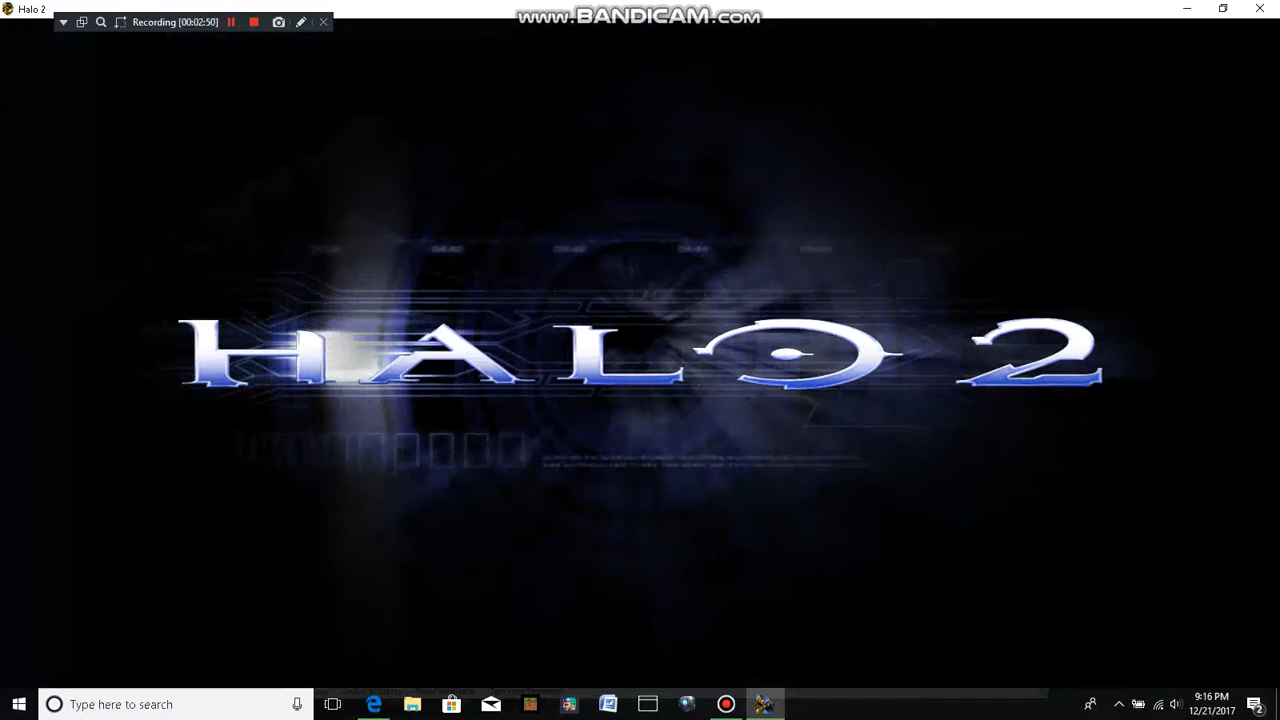 Halo 2
Recording [00:02:50]
www.BANDICAM.com
HALO 2
Type here to search
9:16 PM
12/21/2017
2